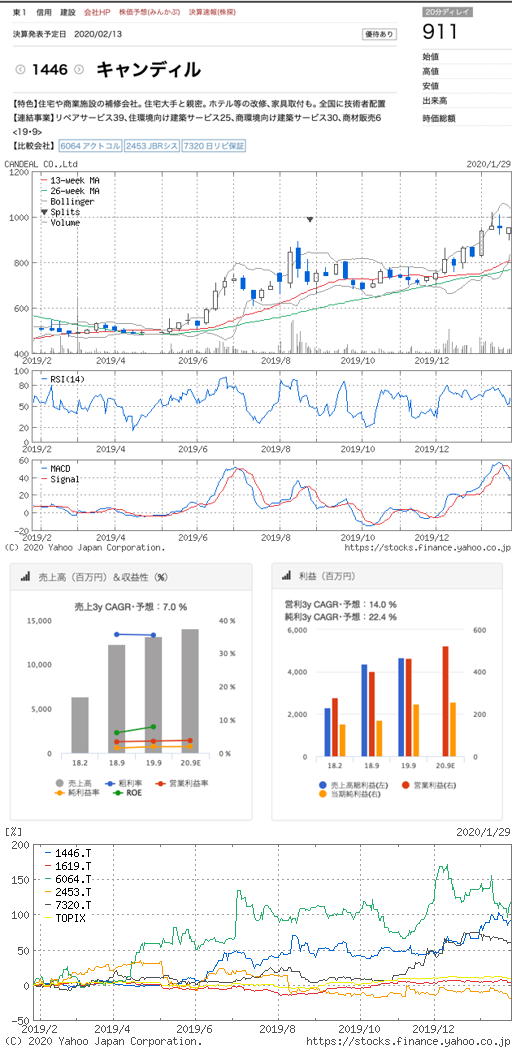 東1 信用 建設 会社HP 株価予想(みんかぶ) 決算速報(株探)
20分ディレイ
決算発表予定日 2020/02/13
優待あり
911
1446 キャンディル
始値
高値
安値
出来高
時価総額
【特色】住宅や商業施設の補修会社。住宅大手と親密。ホテル等の改修、家具取付も。全国に技術者配置
【連結事業】リペアサービス39、住環境向け建築サービス25、商環境向け建築サービス30、商材販売6
<19・9>
【比較会社】 6064 アクトコル 2453 JBRシス 7320 日リビ保証
CANDEAL CO.,Ltd 2020/1/29
1200
1000
800
600
400
13-week MA
26-week MA
Bollinger
Splits
Volume
2019/2 2019/4 2019/6 2019/8 2019/10 2019/12
100
80
50
20
0
RSI(14)
2019/2 2019/4 2019/6 2019/8 2019/10 2019/12
60
40
20
0
-20
MACD
Signal
2019/2 2019/4 2019/6 2019/8 2019/10 2019/12
(C) 2020 Yahoo Japan Corporation. https://stocks.finance.yahoo.co.jp/
売上高（百万円）＆収益性（%）
売上3y CAGR・予想：7.0 %
15,000
10,000
5,000
0
40 %
30 %
20 %
10 %
0 %
18.2 18.9 19.9 20.9E
売上高 粗利率 営業利益率
純利益率 ROE
利益（百万円）
営利3y CAGR・予想：14.0 %
純利3y CAGR・予想：22.4 %
6,000
4,000
2,000
0
600
400
200
0
18.2 18.9 19.9 20.9E
売上高総利益(左) 営業利益(右)
当期純利益(右)
[%] 2020/1/29
200
150
100
50
0
-50
1446.T
1619.T
6064.T
2453.T
7320.T
TOPIX
2019/2 2019/4 2019/6 2019/8 2019/10 2019/12
(C) 2020 Yahoo Japan Corporation. https://stocks.finance.yahoo.co.jp/